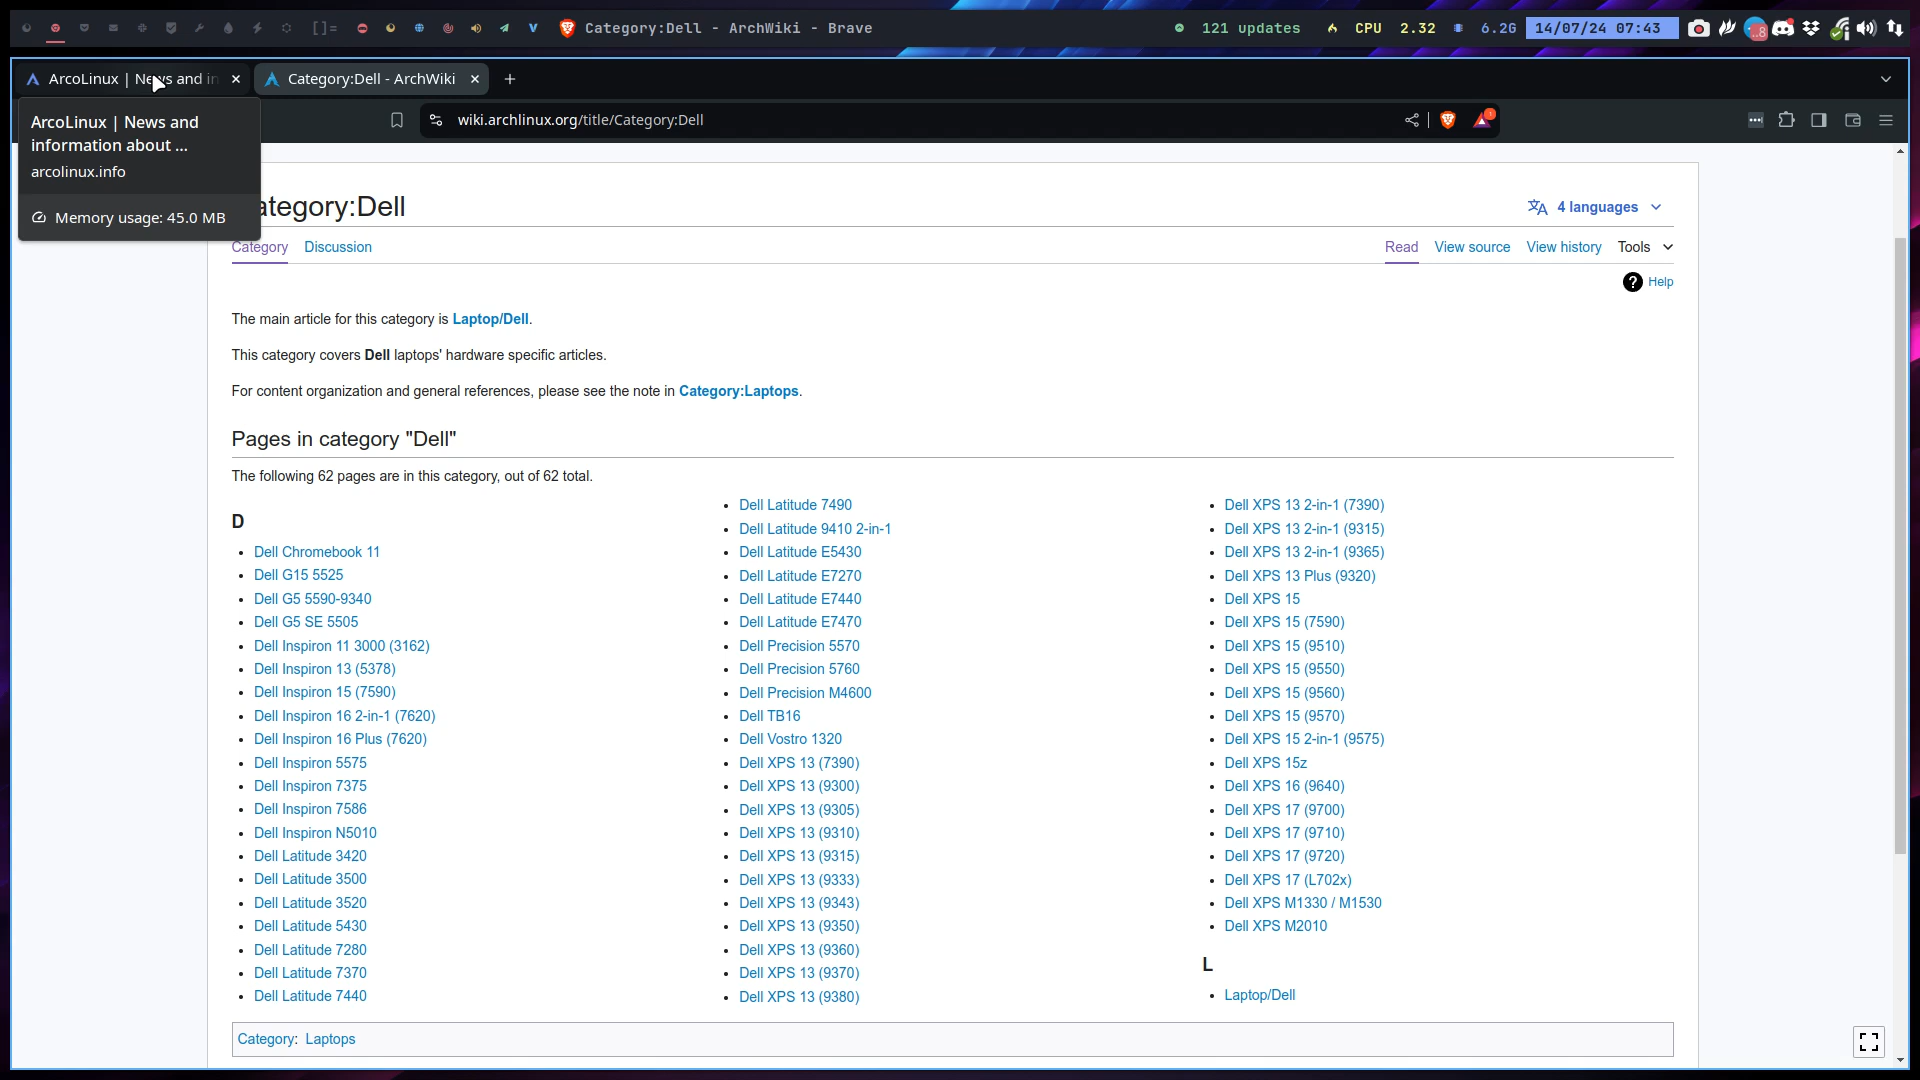 []=
Category:Dell - ArchWiki - Brave
121 updates
CPU 2.32
6.2G
14/07/24 07:43
ArcoLinux | News and in
Category:Dell - ArchWiki
wiki.archlinux.org/title/Category:Dell
ArcoLinux | News and
information about ...
arcolinux.info
Memory usage: 45.0 MB
ategory:Dell
4 languages
Category Discussion
Read View source View history Tools
Help
The main article for this category is Laptop/Dell.
This category covers Dell laptops' hardware specific articles.
For content organization and general references, please see the note in Category:Laptops.
Pages in category "Dell"
The following 62 pages are in this category, out of 62 total.
D
Dell Chromebook 11
Dell G15 5525
Dell G5 5590-9340
Dell G5 SE 5505
Dell Inspiron 11 3000 (3162)
Dell Inspiron 13 (5378)
Dell Inspiron 15 (7590)
Dell Inspiron 16 2-in-1 (7620)
Dell Inspiron 16 Plus (7620)
Dell Inspiron 5575
Dell Inspiron 7375
Dell Inspiron 7586
Dell Inspiron N5010
Dell Latitude 3420
Dell Latitude 3500
Dell Latitude 3520
Dell Latitude 5430
Dell Latitude 7280
Dell Latitude 7370
Dell Latitude 7440
Dell Latitude 7490
Dell Latitude 9410 2-in-1
Dell Latitude E5430
Dell Latitude E7270
Dell Latitude E7440
Dell Latitude E7470
Dell Precision 5570
Dell Precision 5760
Dell Precision M4600
Dell TB16
Dell Vostro 1320
Dell XPS 13 (7390)
Dell XPS 13 (9300)
Dell XPS 13 (9305)
Dell XPS 13 (9310)
Dell XPS 13 (9315)
Dell XPS 13 (9333)
Dell XPS 13 (9343)
Dell XPS 13 (9350)
Dell XPS 13 (9360)
Dell XPS 13 (9370)
Dell XPS 13 (9380)
Dell XPS 13 2-in-1 (7390)
Dell XPS 13 2-in-1 (9315)
Dell XPS 13 2-in-1 (9365)
Dell XPS 13 Plus (9320)
Dell XPS 15
Dell XPS 15 (7590)
Dell XPS 15 (9510)
Dell XPS 15 (9550)
Dell XPS 15 (9560)
Dell XPS 15 (9570)
Dell XPS 15 2-in-1 (9575)
Dell XPS 15z
Dell XPS 16 (9640)
Dell XPS 17 (9700)
Dell XPS 17 (9710)
Dell XPS 17 (9720)
Dell XPS 17 (L702x)
Dell XPS M1330 / M1530
Dell XPS M2010
L
Laptop/Dell
Category: Laptops